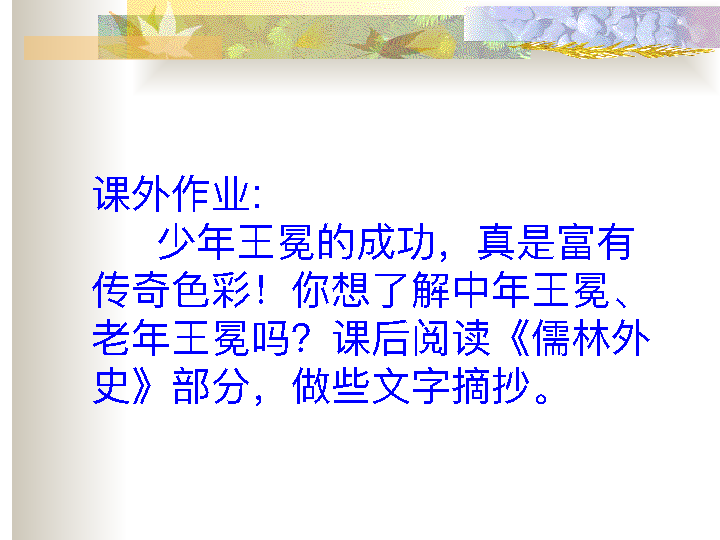 课外作业:
少年王冕的成功，真是富有
传奇色彩！你想了解中年王冕、
老年王冕吗？课后阅读《儒林外
史》部分，做些文字摘抄。